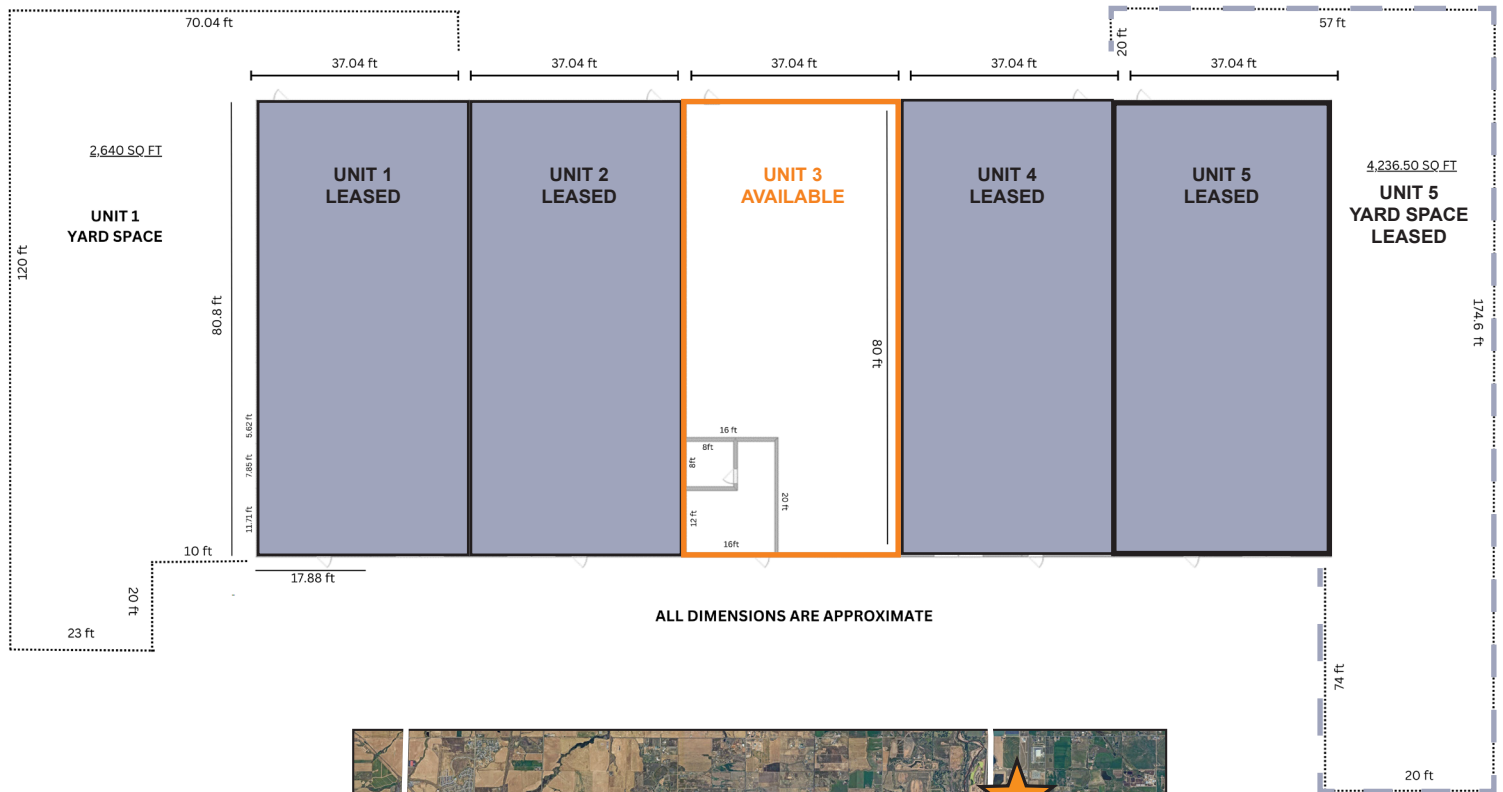 70.04 ft
57 ft
20 ft
37.04 ft
37.04 ft
37.04 ft
37.04 ft
37.04 ft
2,640 SQ FT
UNIT 1
YARD SPACE
120 ft
80.8 ft
UNIT 1
LEASED
UNIT 2
LEASED
UNIT 3
AVAILABLE
UNIT 4
LEASED
UNIT 5
LEASED
4,236.50 SQ FT
UNIT 5
YARD SPACE
LEASED
174.6 ft
80 ft
5.62 ft
7.85 ft
11.71 ft
16 ft
8ft
8ft
20 ft
12 ft
16ft
10 ft
17.88 ft
20 ft
23 ft
ALL DIMENSIONS ARE APPROXIMATE
74 ft
20 ft